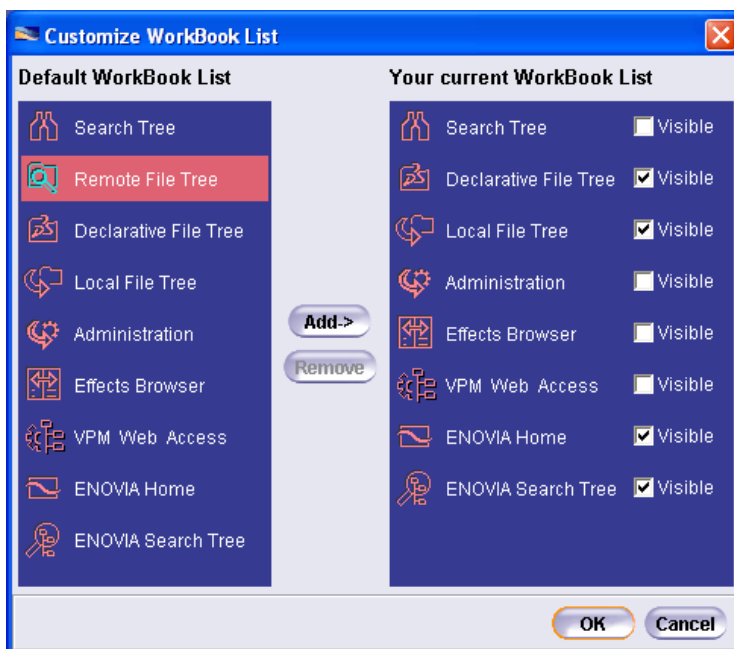 Customize WorkBook List
Default WorkBook List
Your current WorkBook List
Search Tree
Remote File Tree
Declarative File Tree
Local File Tree
Administration
Effects Browser
VPM Web Access
ENOVIA Home
ENOVIA Search Tree
Add->
Remove
Search Tree Visible
Declarative File Tree Visible
Local File Tree Visible
Administration Visible
Effects Browser Visible
VPM Web Access Visible
ENOVIA Home Visible
ENOVIA Search Tree Visible
OK Cancel